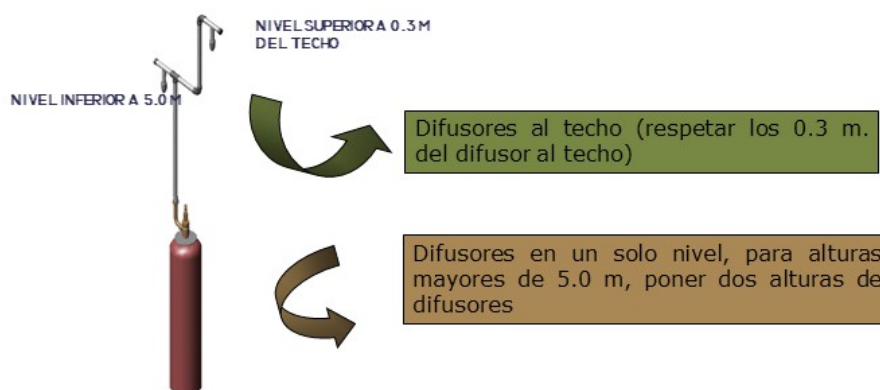 NIVEL SUPERIOR A 0.3 M
DEL TECHO
NIVEL INFERIOR A 5.0 M
Difusores al techo (respetar los 0.3 m.
del difusor al techo)
Difusores en un solo nivel, para alturas
mayores de 5.0 m, poner dos alturas de
difusores